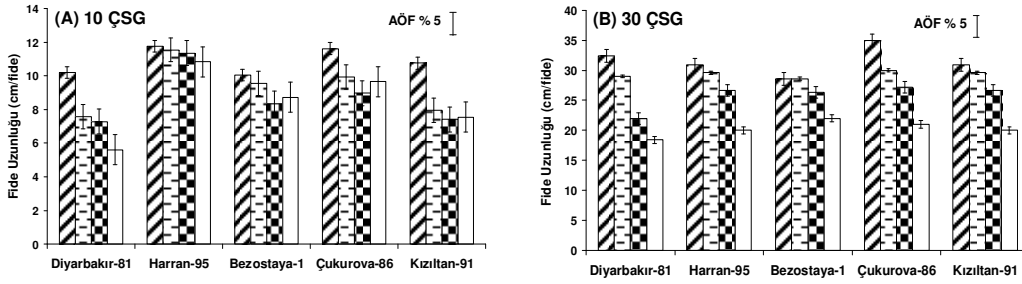 (A) 10 ÇSG
AÖF % 5
Fide Uzunluğu (cm/fide)
14
12
10
8
6
4
2
0
Diyarbakır-81 Harran-95 Bezostaya-1 Çukurova-86 Kızıltan-91
(B) 30 ÇSG
AÖF % 5
Fide Uzunluğu (cm/fide)
40
35
30
25
20
15
10
5
0
Diyarbakır-81 Harran-95 Bezostaya-1 Çukurova-86 Kızıltan-91